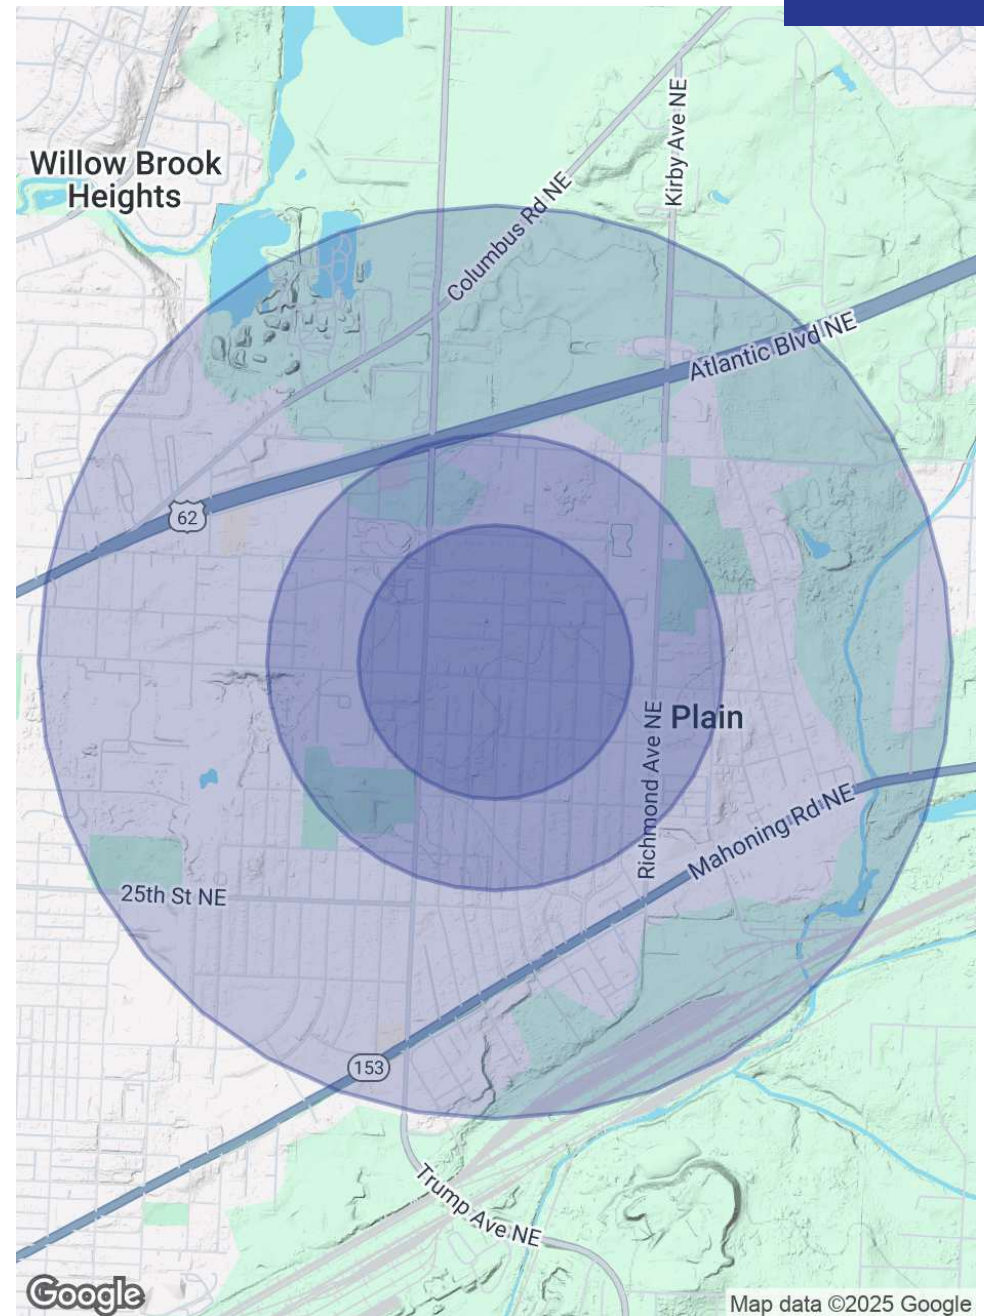 Willow Brook
Heights
Kirby Ave NE
Columbus Rd NE
Atlantic Blvd NE
62
Plain
Richmond Ave NE
Mahoning Rd NE
25th St NE
153
Trump Ave NE
Google
Map data ©2025 Google